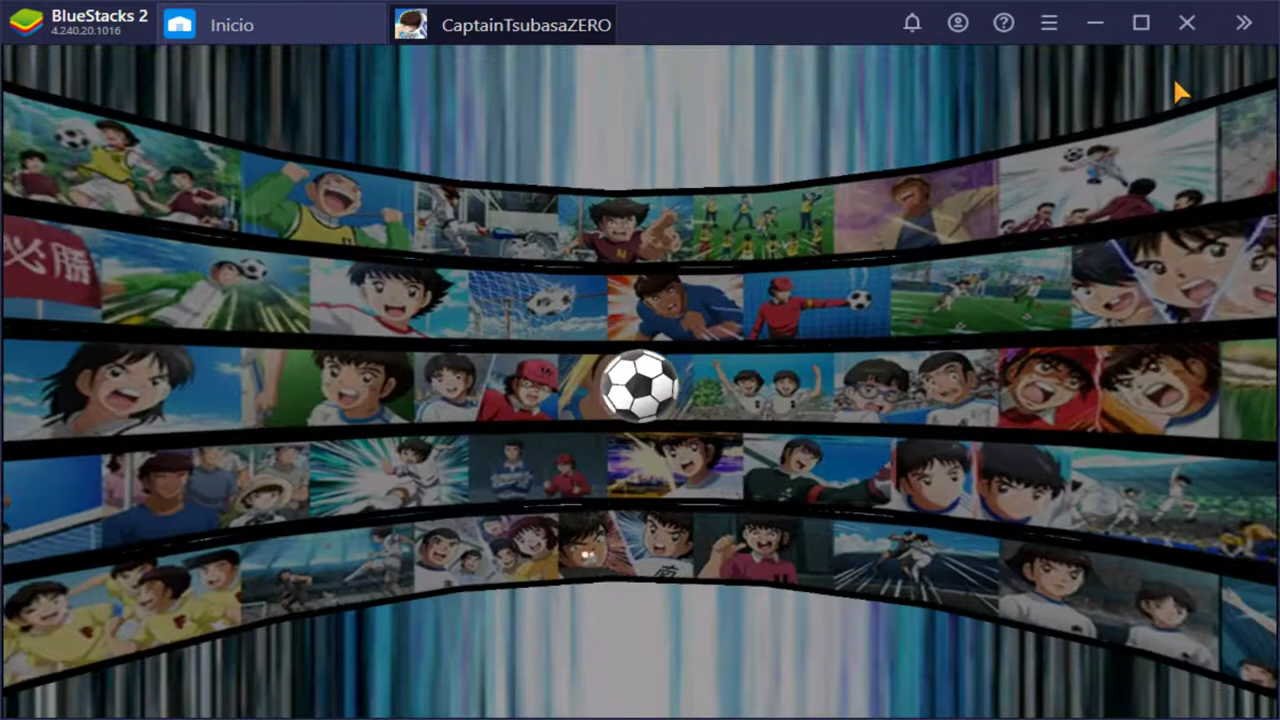 BlueStacks 2
4.240.20.1016
Inicio
CaptainTsubasaZERO
必勝